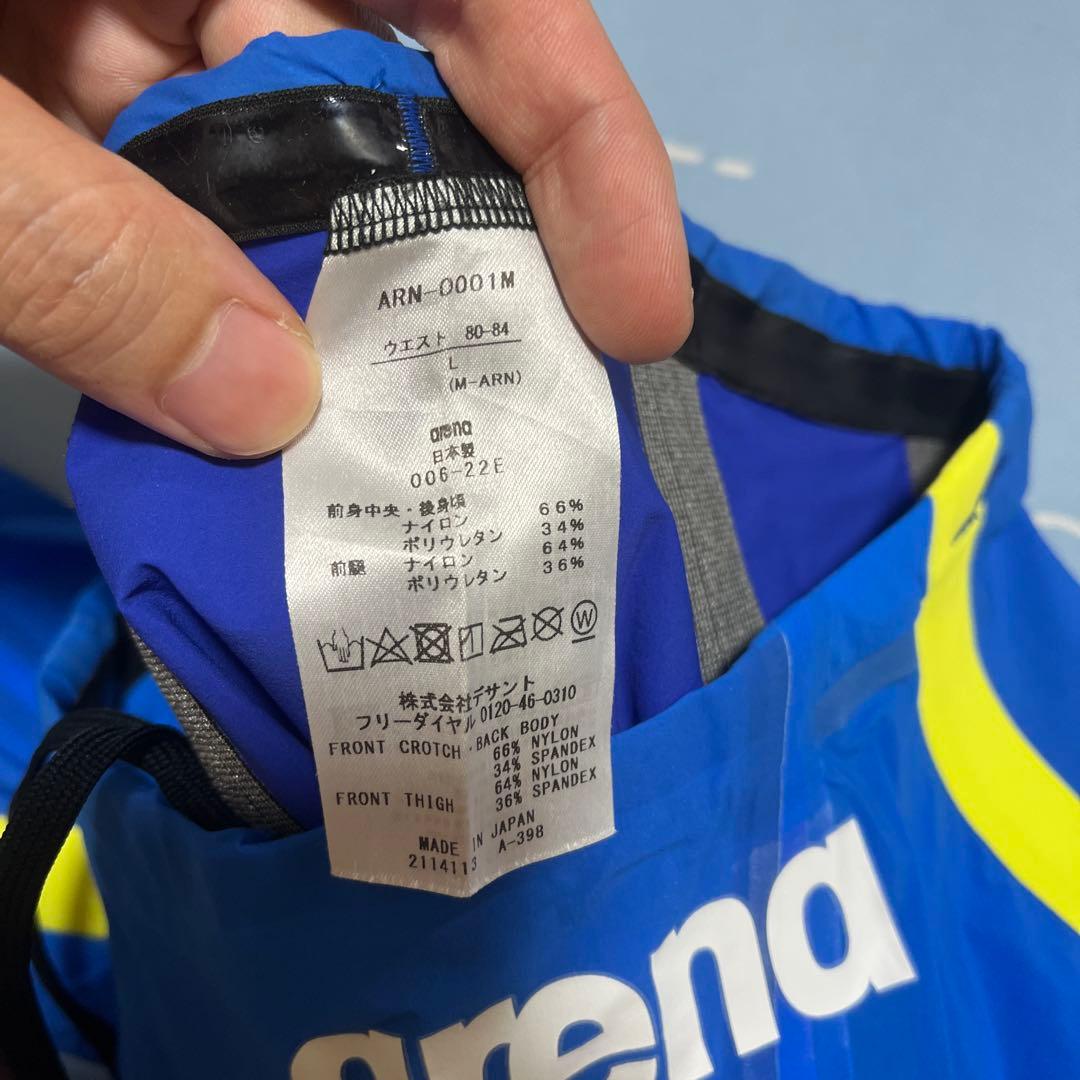 ARN-0001M
ウエスト 80-84
L
(M-ARN)
arena
日本製
006-22E
前身中央・後身頃
ナイロン 66%
ポリウレタン 34%
前腿 ナイロン 64%
ポリウレタン 36%
W
株式会社デサント
フリーダイヤル 0120-46-0310
FRONT CROTCH・BACK BODY
66% NYLON
34% SPANDEX
64% NYLON
FRONT THIGH 36% SPANDEX
MADE IN JAPAN
2114113 A-398
arena